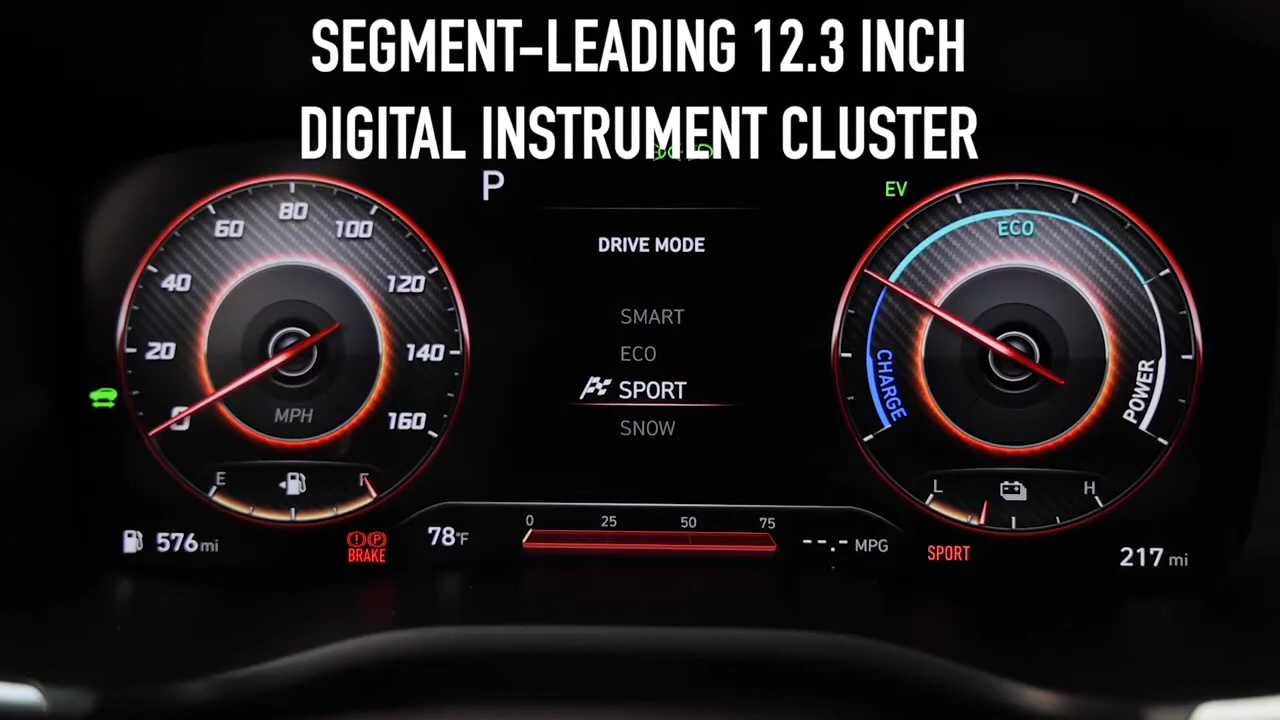 SEGMENT-LEADING 12.3 INCH
DIGITAL INSTRUMENT CLUSTER
P
EV
DRIVE MODE
SMART
ECO
SPORT
SNOW
0
20
40
60
80
100
120
140
160
MPH
E
F
576 mi
BRAKE
78°F
0 25 50 75
--.- MPG
CHARGE
ECO
POWER
L
H
SPORT
217 mi